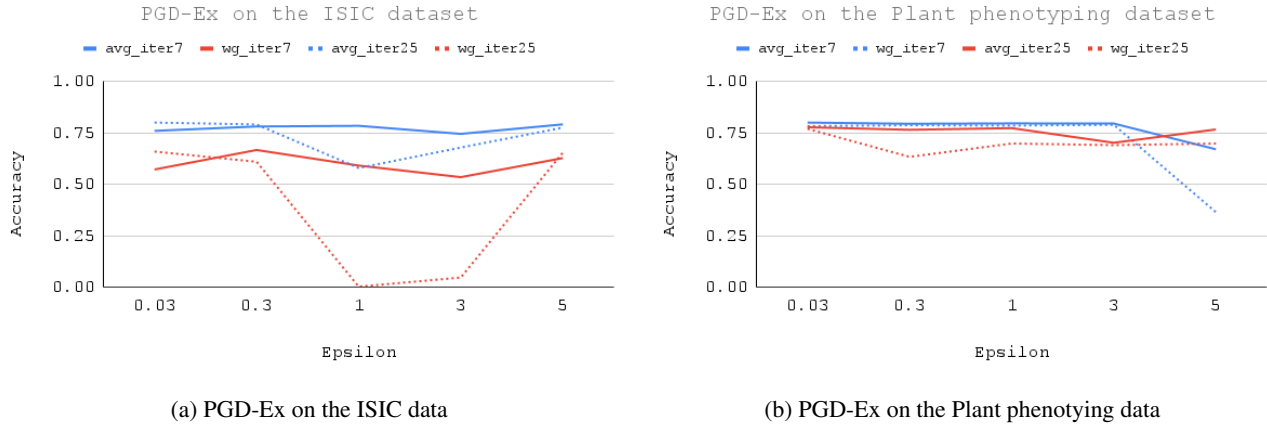 PGD-Ex on the ISIC dataset
avg_iter7 wg_iter7 avg_iter25 wg_iter25
1.00
0.75
0.50
0.25
0.00
Accuracy
0.03 0.3 1 3 5
Epsilon
(a) PGD-Ex on the ISIC data
PGD-Ex on the Plant phenotyping dataset
avg_iter7 wg_iter7 avg_iter25 wg_iter25
1.00
0.75
0.50
0.25
0.00
Accuracy
0.03 0.3 1 3 5
Epsilon
(b) PGD-Ex on the Plant phenotying data